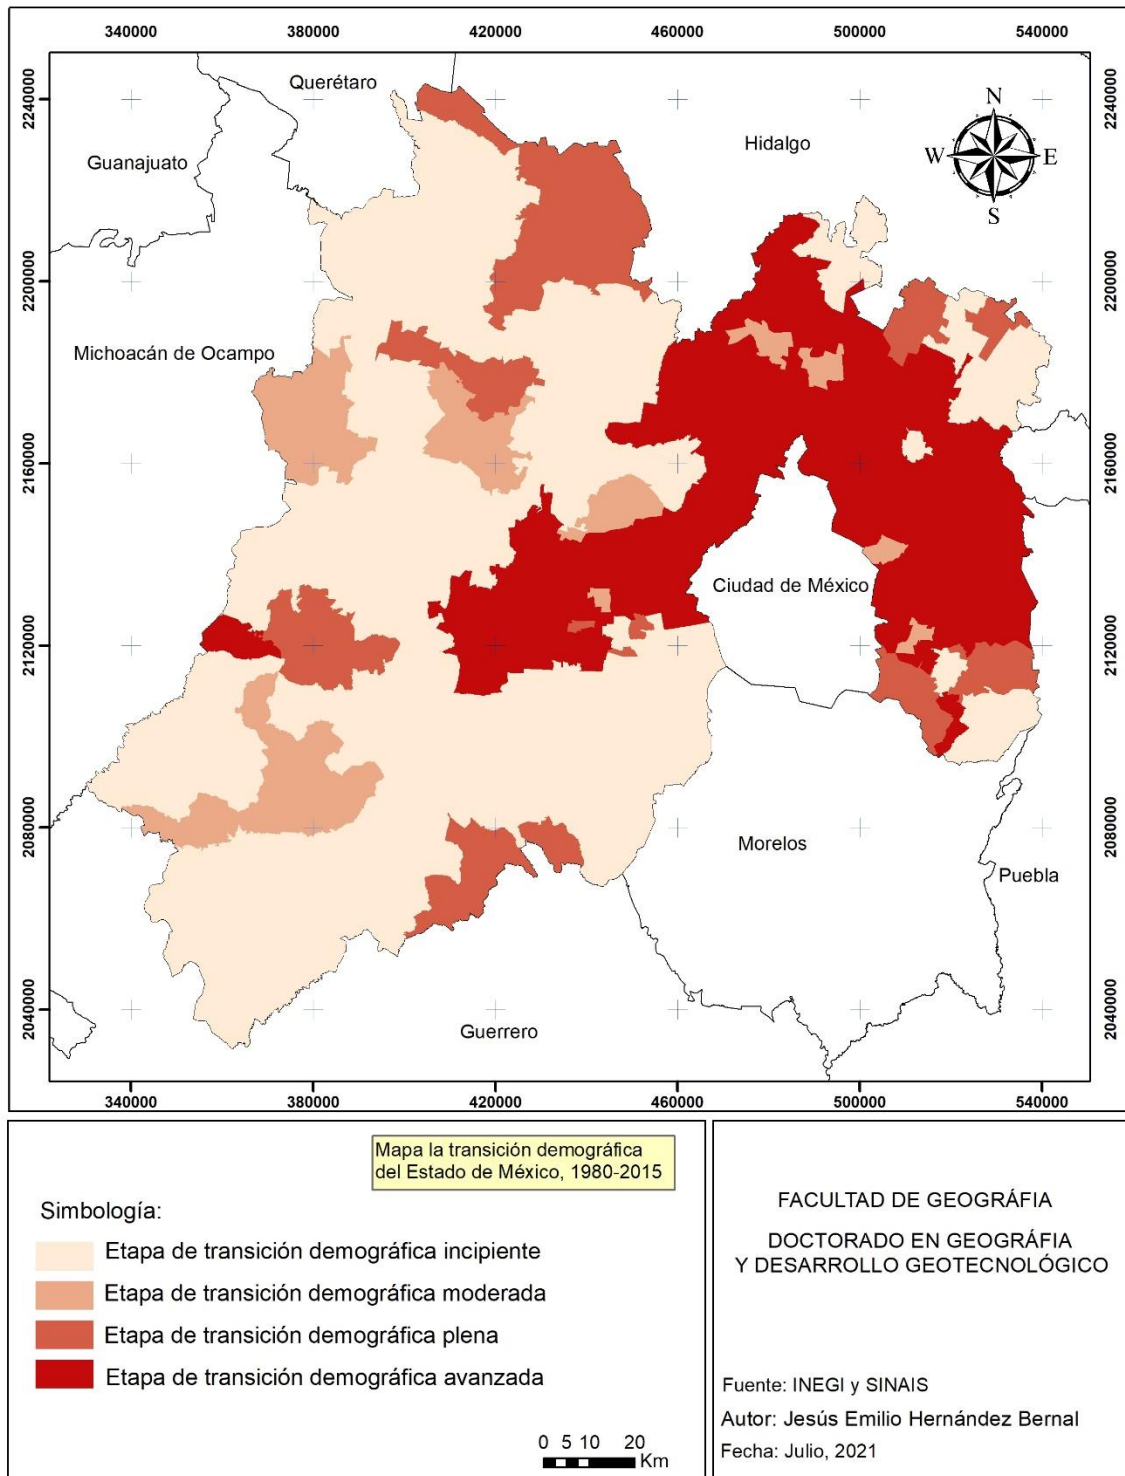 340000 380000 420000 460000 500000 540000
2240000
2200000
2160000
2120000
2080000
2040000
2240000
2200000
2160000
2120000
2080000
2040000
Querétaro
Guanajuato
Hidalgo
N
W E
S
Michoacán de Ocampo
Ciudad de México
Morelos
Puebla
Guerrero
340000 380000 420000 460000 500000 540000
Mapa la transición demográfica
del Estado de México, 1980-2015
Simbología:
Etapa de transición demográfica incipiente
Etapa de transición demográfica moderada
Etapa de transición demográfica plena
Etapa de transición demográfica avanzada
0 5 10 20
Km
FACULTAD DE GEOGRÁFIA
DOCTORADO EN GEOGRÁFIA
Y DESARROLLO GEOTECNOLÓGICO
Fuente: INEGI y SINAIS
Autor: Jesús Emilio Hernández Bernal
Fecha: Julio, 2021